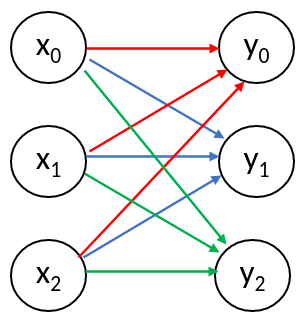 x₀ y₀
x₁ y₁
x₂ y₂